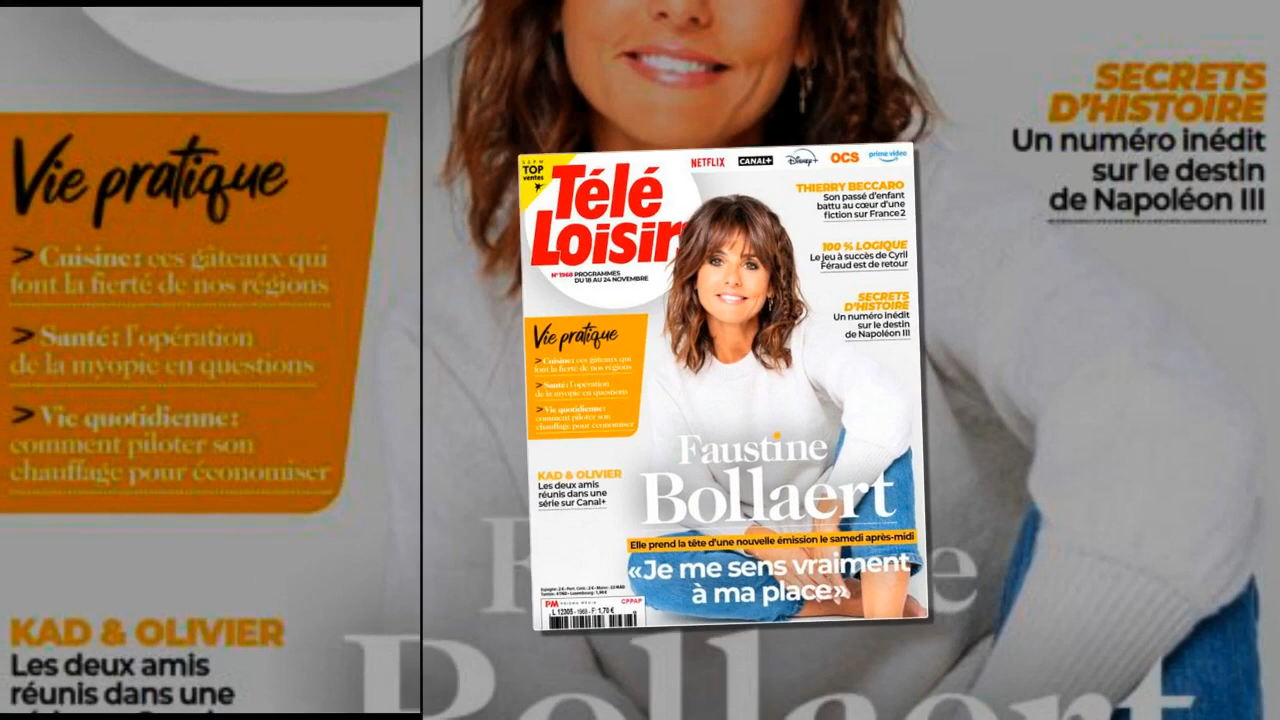 Vie pratique
> Cuisine : ces gâteaux qui
font la fierté de nos régions
> Santé : l'opération
de la myopie en questions
> Vie quotidienne :
comment piloter son
chauffage pour économiser
KAD & OLIVIER
Les deux amis
réunis dans une
SECRETS
D'HISTOIRE
Un numéro inédit
sur le destin
de Napoléon III
Bollaert
TOP
ventes
NETFLIX
CANAL+
Disney+
OCS
prime video
Télé
Loisirs
N°1968 PROGRAMMES
DU 18 AU 24 NOVEMBRE
THIERRY BECCARO
Son passé d'enfant
battu au cœur d'une
fiction sur France 2
100 % LOGIQUE
Le jeu à succès de Cyril
Féraud est de retour
SECRETS
D'HISTOIRE
Un numéro inédit
sur le destin
de Napoléon III
Vie pratique
> Cuisine : ces gâteaux qui
font la fierté de nos régions
> Santé : l'opération
de la myopie en questions
> Vie quotidienne :
comment piloter son
chauffage pour économiser
KAD & OLIVIER
Les deux amis
réunis dans une
série sur Canal+
Faustine
Bollaert
Elle prend la tête d'une nouvelle émission le samedi après-midi
«Je me sens vraiment
à ma place»
PM PRISMA MEDIA
CPPAP
L 12305 - 1968 - F: 1,70 €